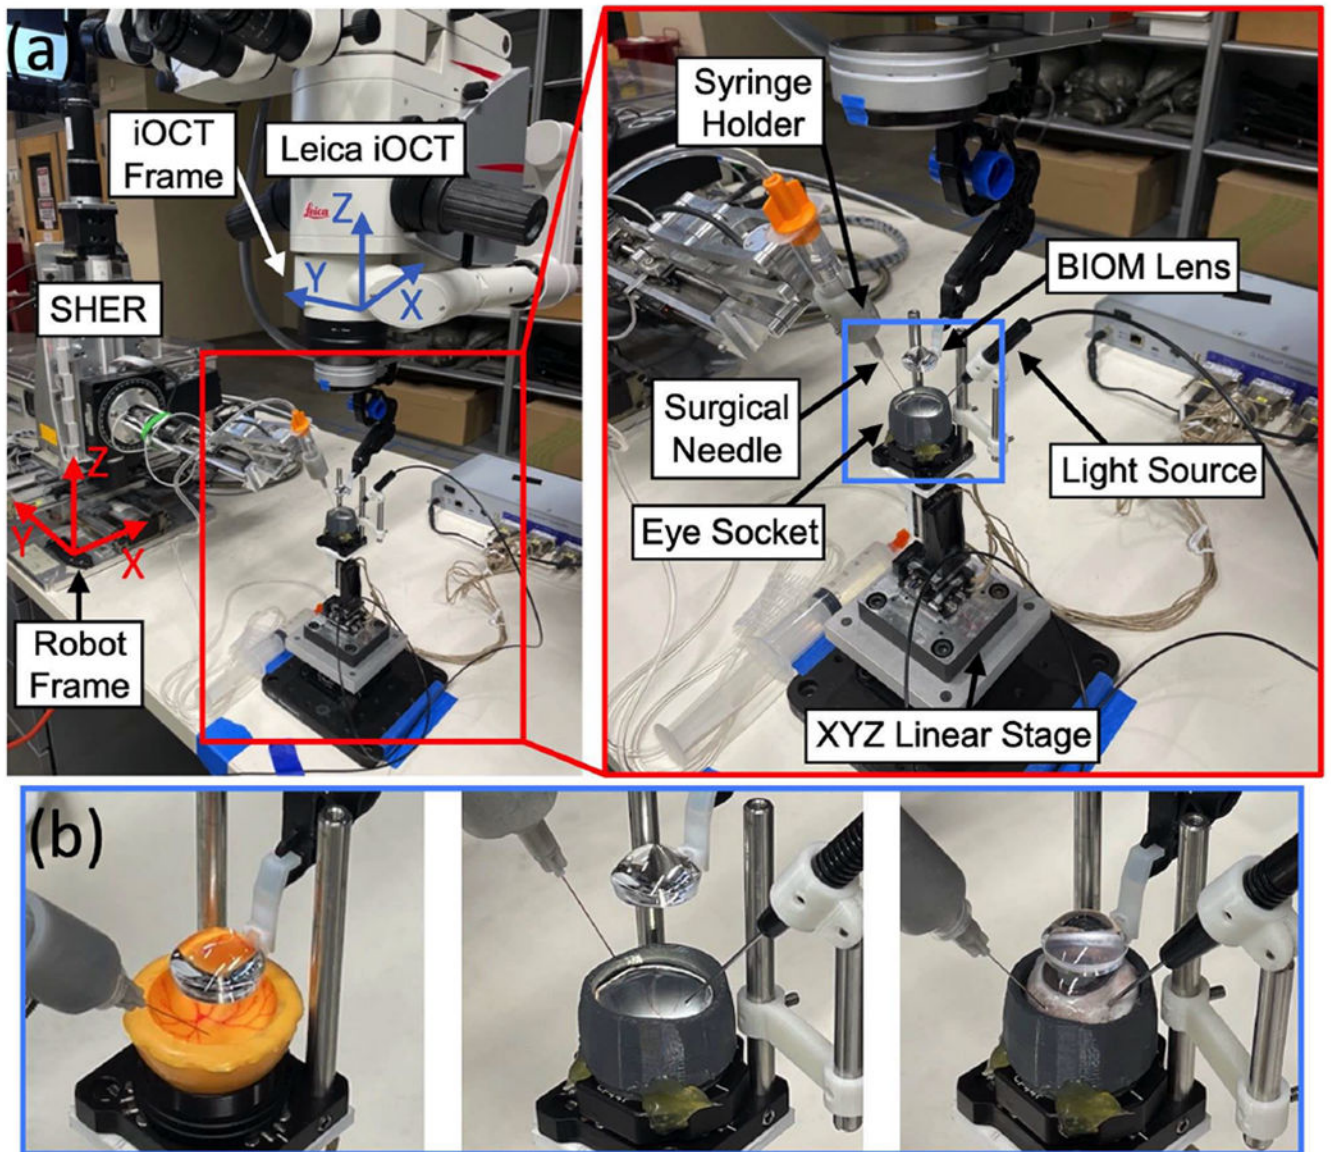 (a)
iOCT
Frame
Leica iOCT
Leica
Z
Y
X
SHER
Z
Y
X
Robot
Frame
Syringe
Holder
BIOM Lens
Surgical
Needle
Light Source
Eye Socket
XYZ Linear Stage
(b)